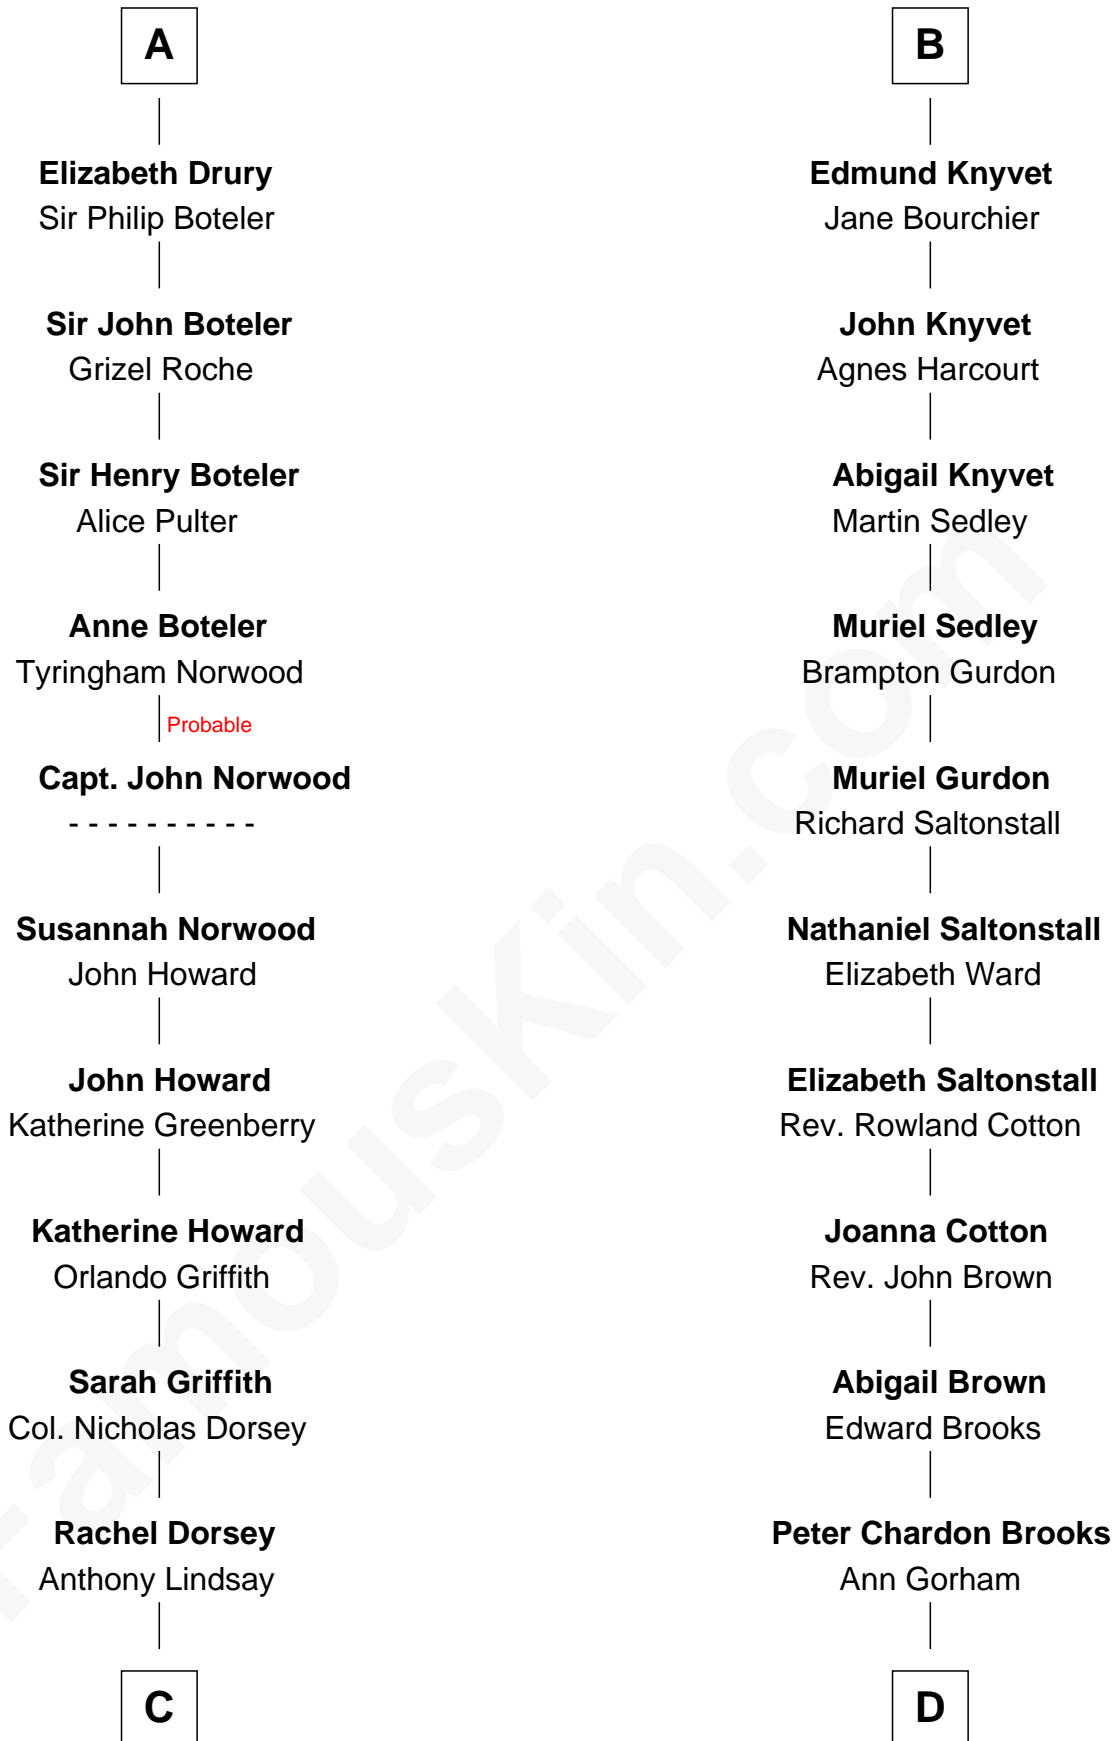 A
Elizabeth Drury
Sir Philip Boteler
Sir John Boteler
Grizel Roche
Sir Henry Boteler
Alice Pulter
Anne Boteler
Tyringham Norwood
Probable
Capt. John Norwood
- - - - - - - - - -
Susannah Norwood
John Howard
John Howard
Katherine Greenberry
Katherine Howard
Orlando Griffith
Sarah Griffith
Col. Nicholas Dorsey
Rachel Dorsey
Anthony Lindsay
C
B
Edmund Knyvet
Jane Bourchier
John Knyvet
Agnes Harcourt
Abigail Knyvet
Martin Sedley
Muriel Sedley
Brampton Gurdon
Muriel Gurdon
Richard Saltonstall
Nathaniel Saltonstall
Elizabeth Ward
Elizabeth Saltonstall
Rev. Rowland Cotton
Joanna Cotton
Rev. John Brown
Abigail Brown
Edward Brooks
Peter Chardon Brooks
Ann Gorham
D
FamousKin.com